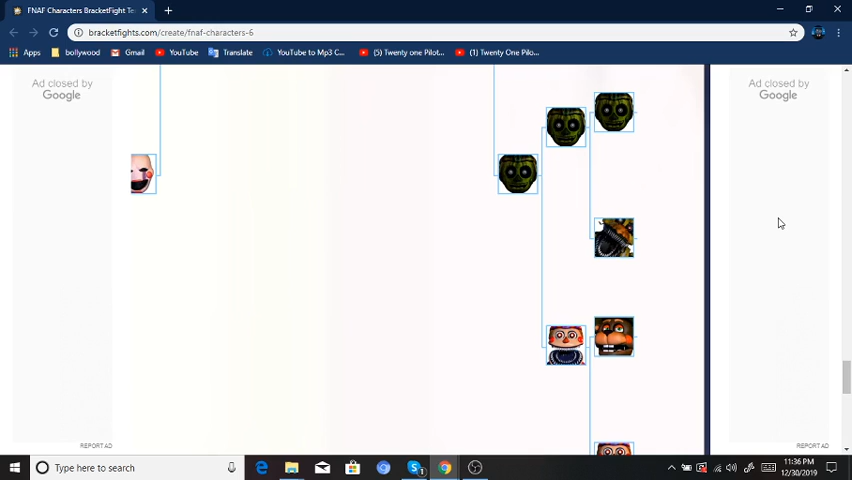 FNAF Characters BracketFight Te
bracketfights.com/create/fnaf-characters-6
Apps
bollywood
Gmail
YouTube
Translate
YouTube to Mp3 C...
(5) Twenty one Pilot...
(1) Twenty One Pilo...
Ad closed by
Google
Ad closed by
Google
REPORT AD
REPORT AD
Type here to search
1
11:36 PM
12/30/2019